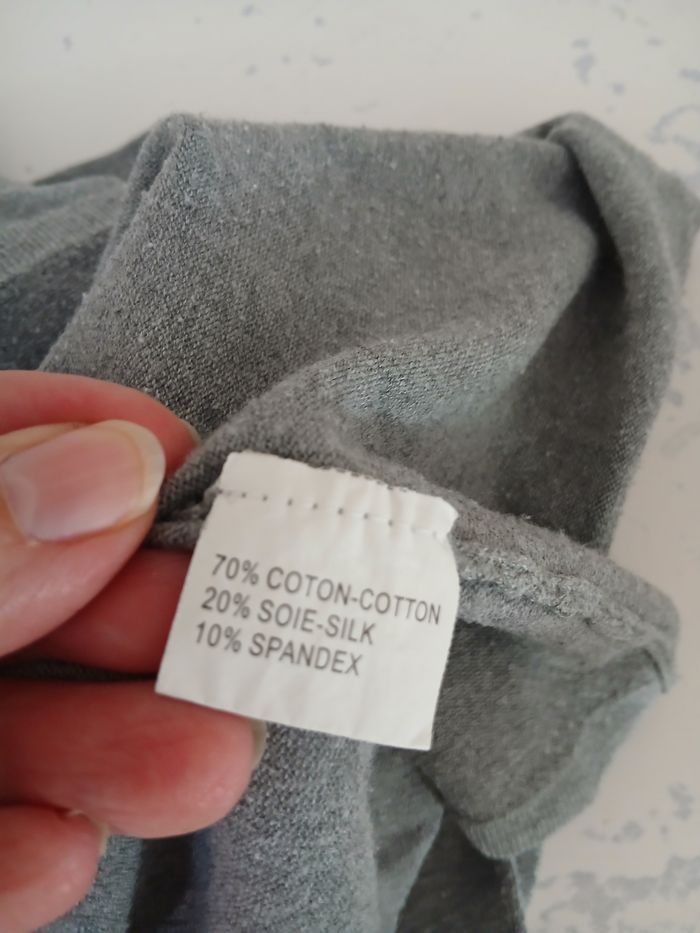 70% COTON-COTTON
20% SOIE-SILK
10% SPANDEX